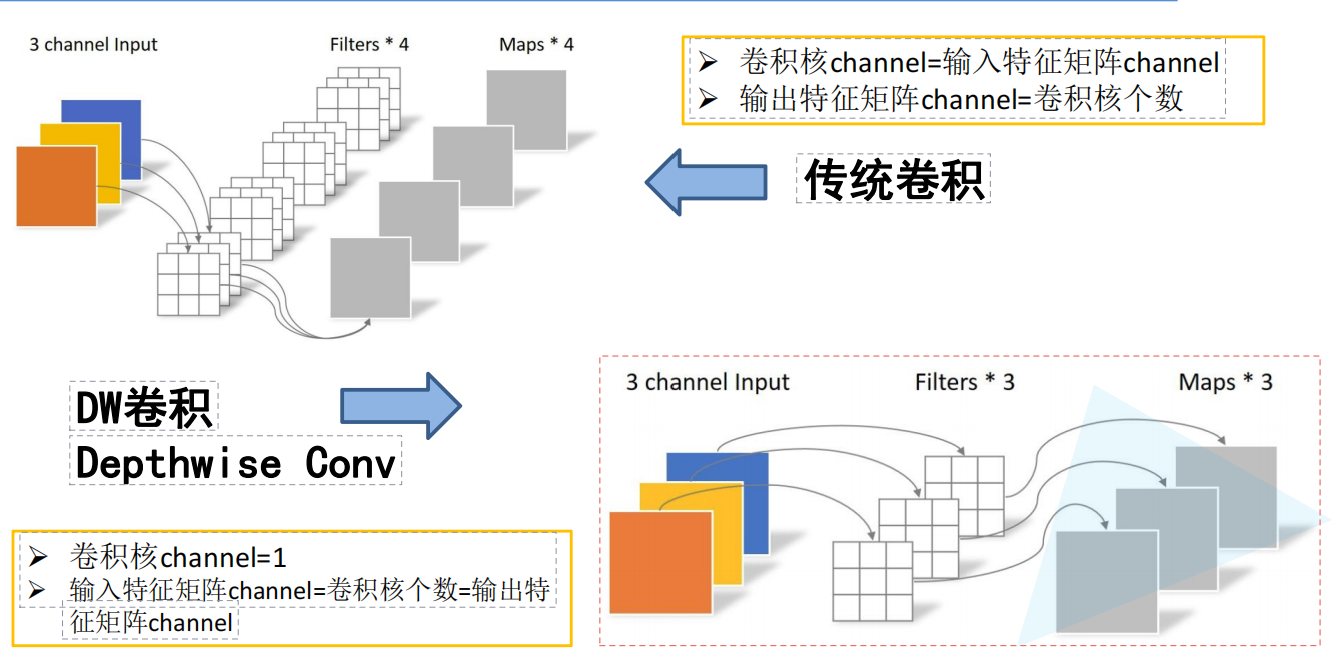 3 channel Input
Filters * 4
Maps * 4
➢ 卷积核channel=输入特征矩阵channel
➢ 输出特征矩阵channel=卷积核个数
传统卷积
DW卷积
Depthwise Conv
➢ 卷积核channel=1
➢ 输入特征矩阵channel=卷积核个数=输出特
征矩阵channel
3 channel Input
Filters * 3
Maps * 3